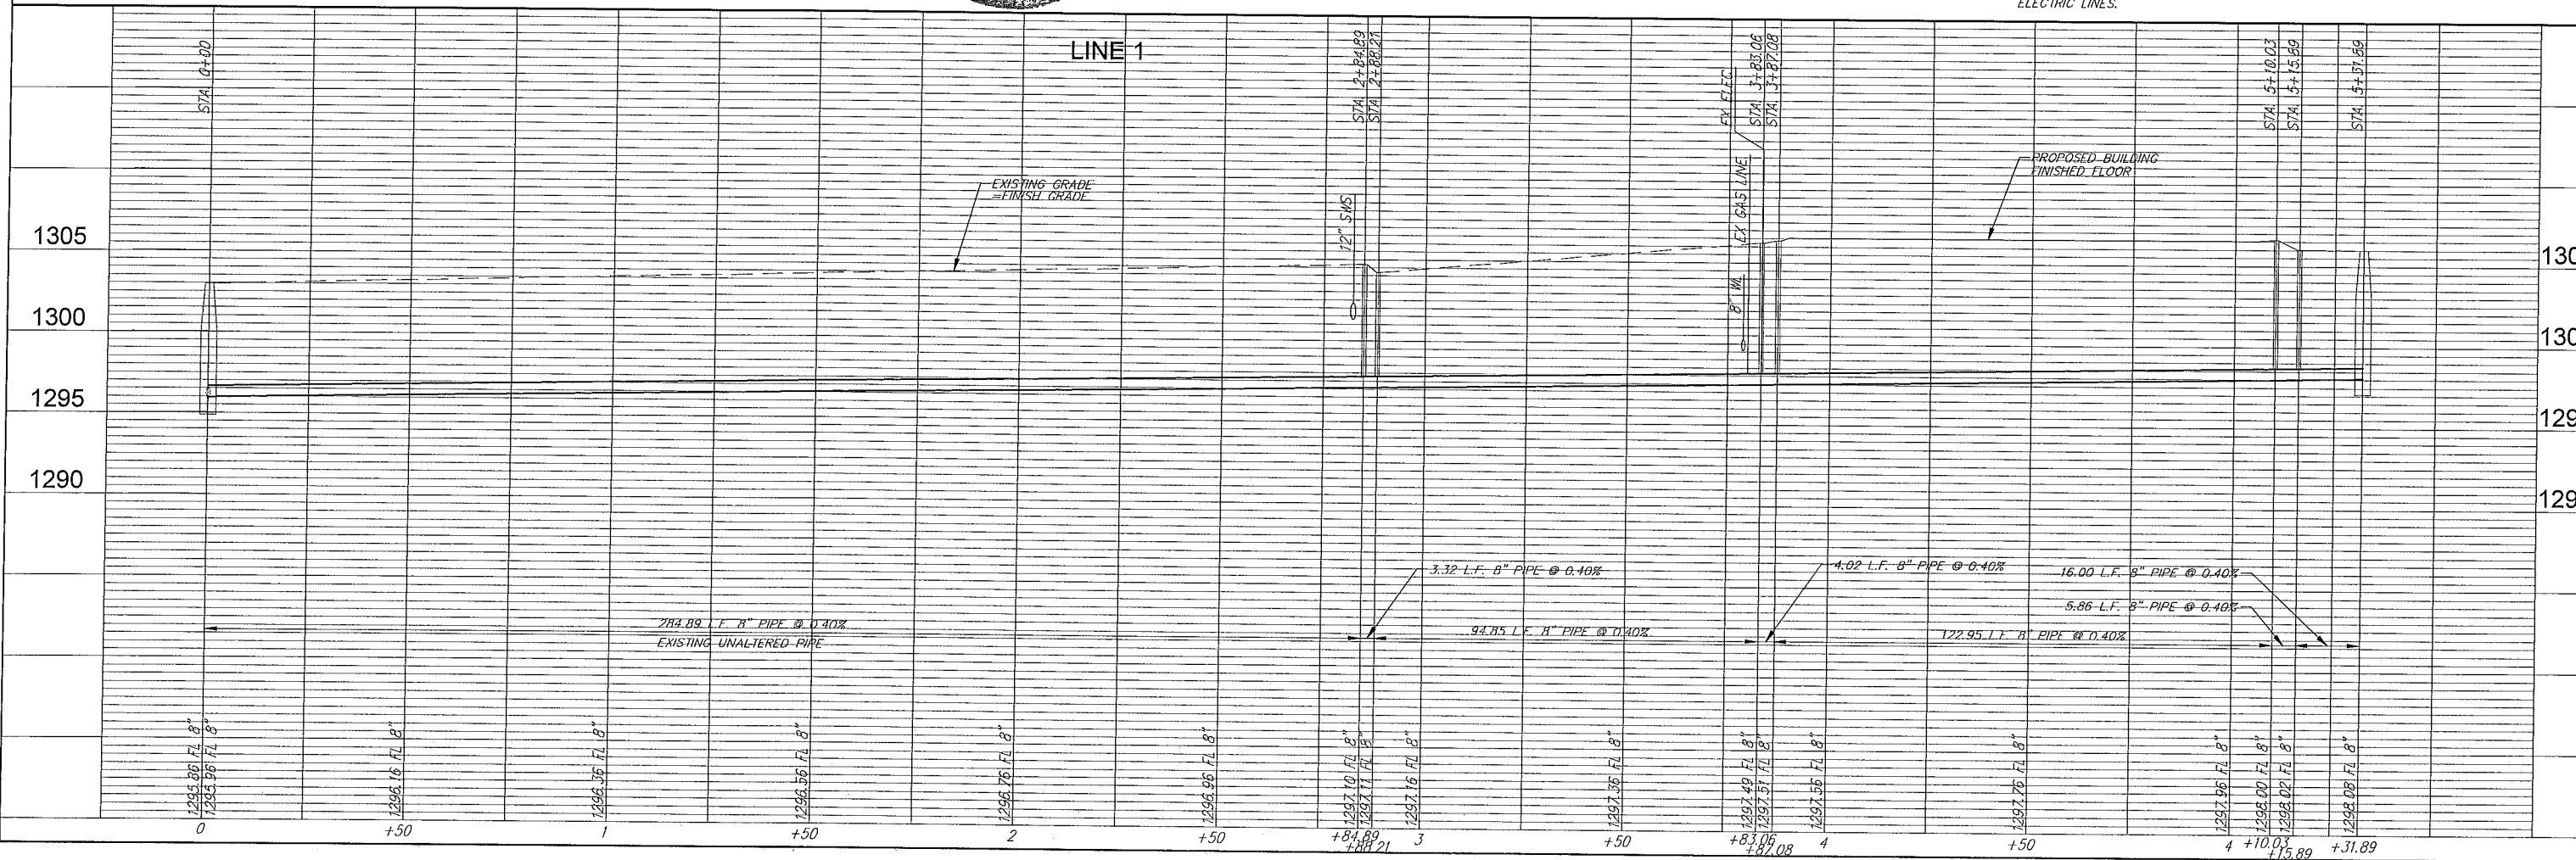 ELECTRIC LINES.
LINE 1
STA. 0+00
STA. 2+84.89
STA. 2+88.21
EX ELEC
STA. 3+83.06
STA. 3+87.08
STA. 5+10.03
STA. 5+15.89
STA. 5+31.89
EXISTING GRADE
=FINISH GRADE
12" SWS
EX GAS LINE
8" WL
PROPOSED BUILDING
FINISHED FLOOR
1305
1300
1295
1290
130
130
129
129
3.32 L.F. 8" PIPE @ 0.40%
4.02 L.F. 8" PIPE @ 0.40%
16.00 L.F. 8" PIPE @ 0.40%
5.86 L.F. 8" PIPE @ 0.40%
284.89 L.F. 8" PIPE @ 0.40%
EXISTING UNALTERED PIPE
94.85 L.F. 8" PIPE @ 0.40%
122.95 L.F. 8" PIPE @ 0.40%
1295.86 FL 8"
1295.96 FL 8"
1296.16 FL 8"
1296.36 FL 8"
1296.56 FL 8"
1296.76 FL 8"
1296.96 FL 8"
1297.10 FL 8"
1297.11 FL 8"
1297.16 FL 8"
1297.36 FL 8"
1297.49 FL 8"
1297.51 FL 8"
1297.56 FL 8"
1297.76 FL 8"
1297.96 FL 8"
1298.00 FL 8"
1298.02 FL 8"
1298.08 FL 8"
0
+50
1
+50
2
+50
+84.89
+88.21
3
+50
+83.06
+87.08
4
+50
4
+10.03
+15.89
+31.89